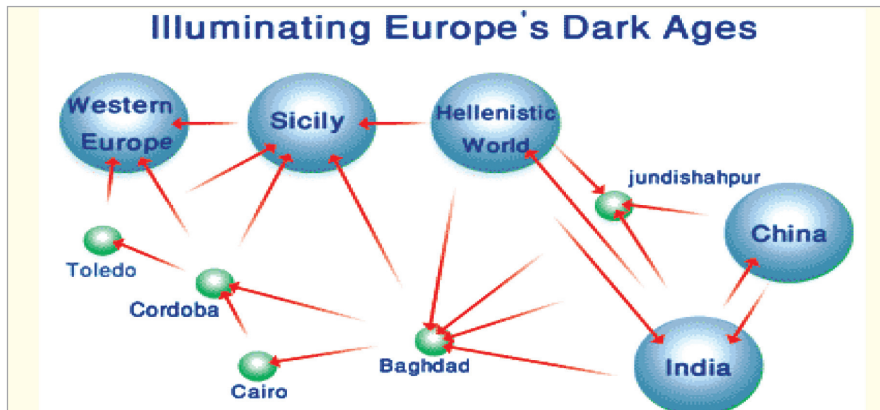 Illuminating Europe's Dark Ages
Western
Europe
Sicily
Hellenistic
World
jundishahpur
China
Toledo
Cordoba
Baghdad
India
Cairo